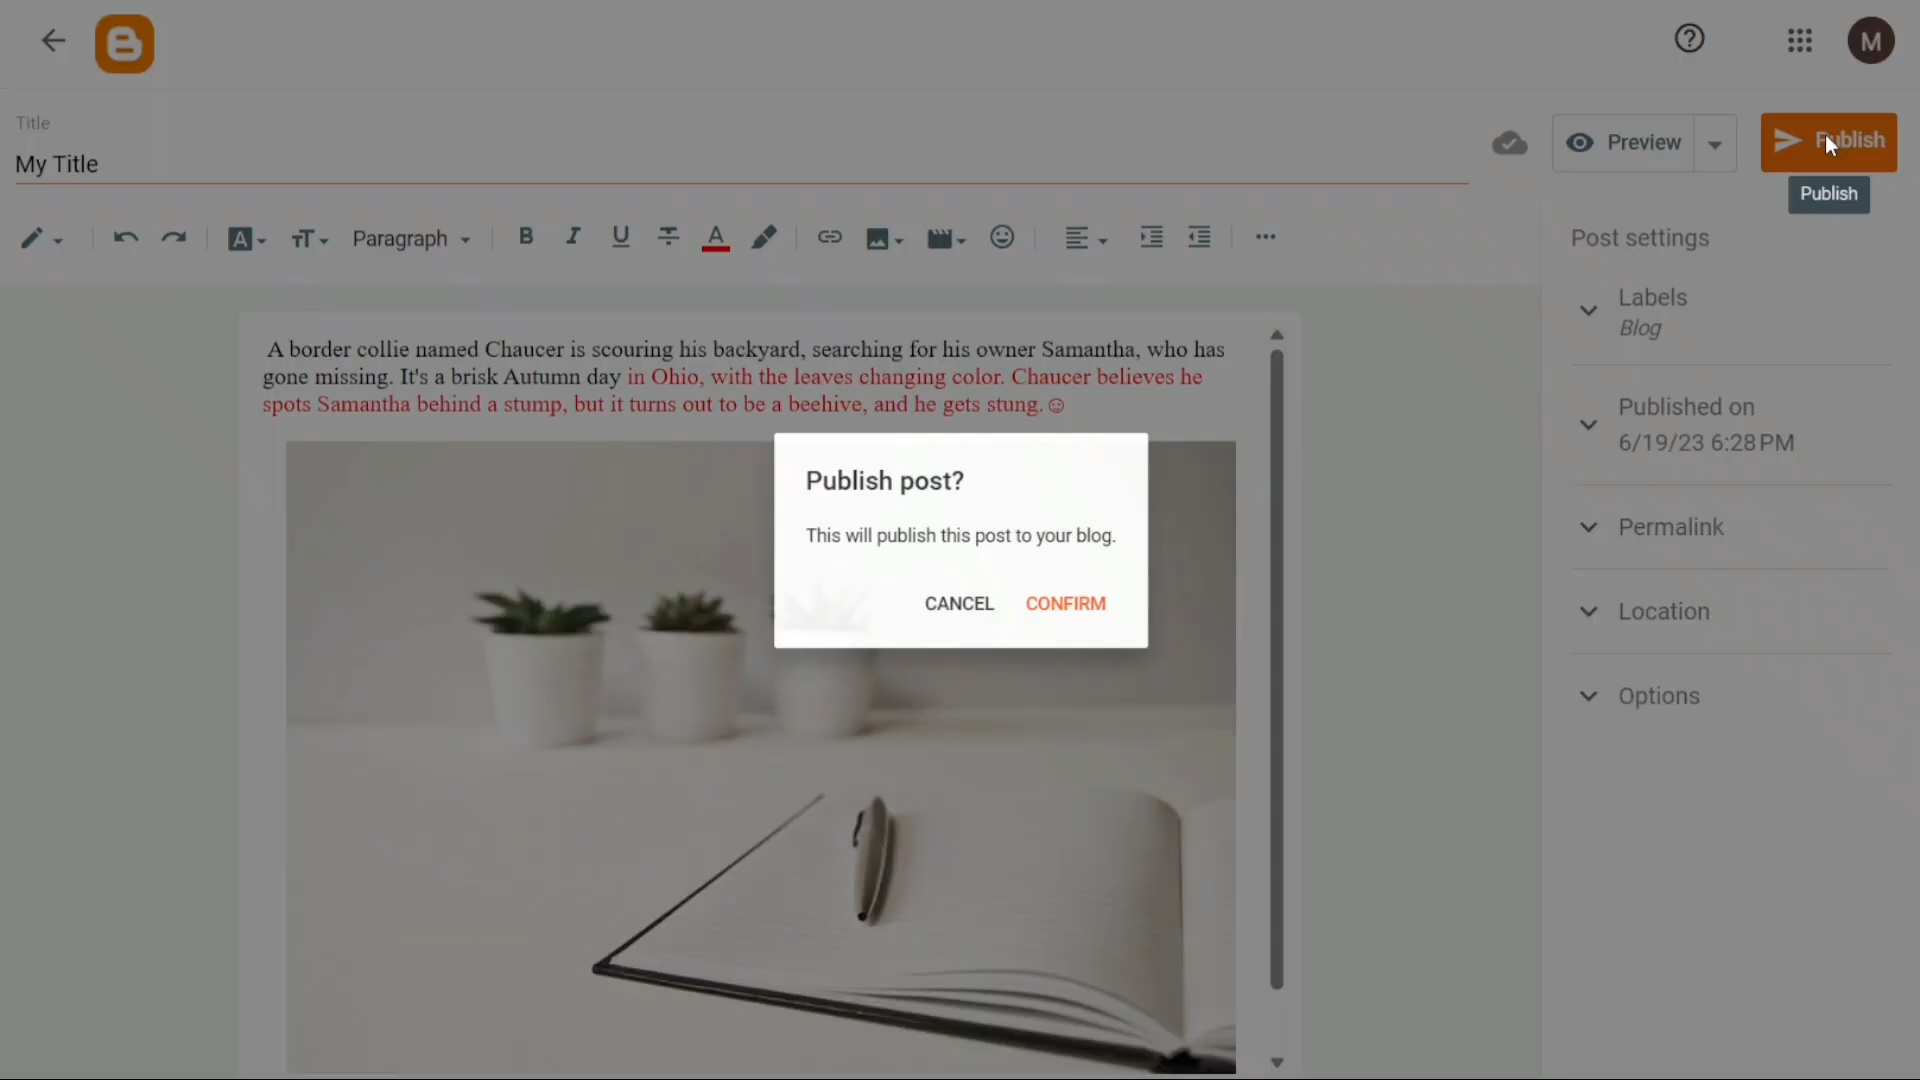 M
Title
My Title
Preview
Publish
Publish
Paragraph
B I U A
Post settings
Labels
Blog
Published on
6/19/23 6:28 PM
Permalink
Location
Options
A border collie named Chaucer is scouring his backyard, searching for his owner Samantha, who has
gone missing. It's a brisk Autumn day in Ohio, with the leaves changing color. Chaucer believes he
spots Samantha behind a stump, but it turns out to be a beehive, and he gets stung.☺
Publish post?
This will publish this post to your blog.
CANCEL CONFIRM